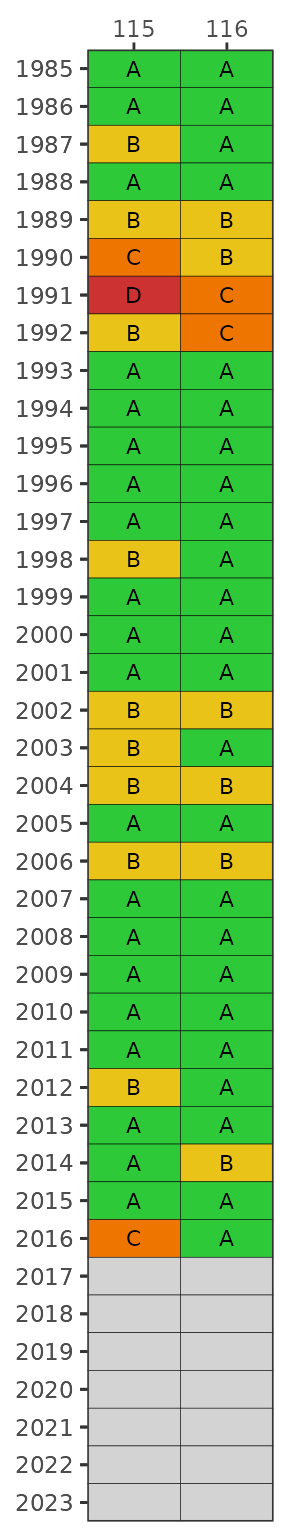 115 116
1985 A A
1986 A A
1987 B A
1988 A A
1989 B B
1990 C B
1991 D C
1992 B C
1993 A A
1994 A A
1995 A A
1996 A A
1997 A A
1998 B A
1999 A A
2000 A A
2001 A A
2002 B B
2003 B A
2004 B B
2005 A A
2006 B B
2007 A A
2008 A A
2009 A A
2010 A A
2011 A A
2012 B A
2013 A A
2014 A B
2015 A A
2016 C A
2017
2018
2019
2020
2021
2022
2023